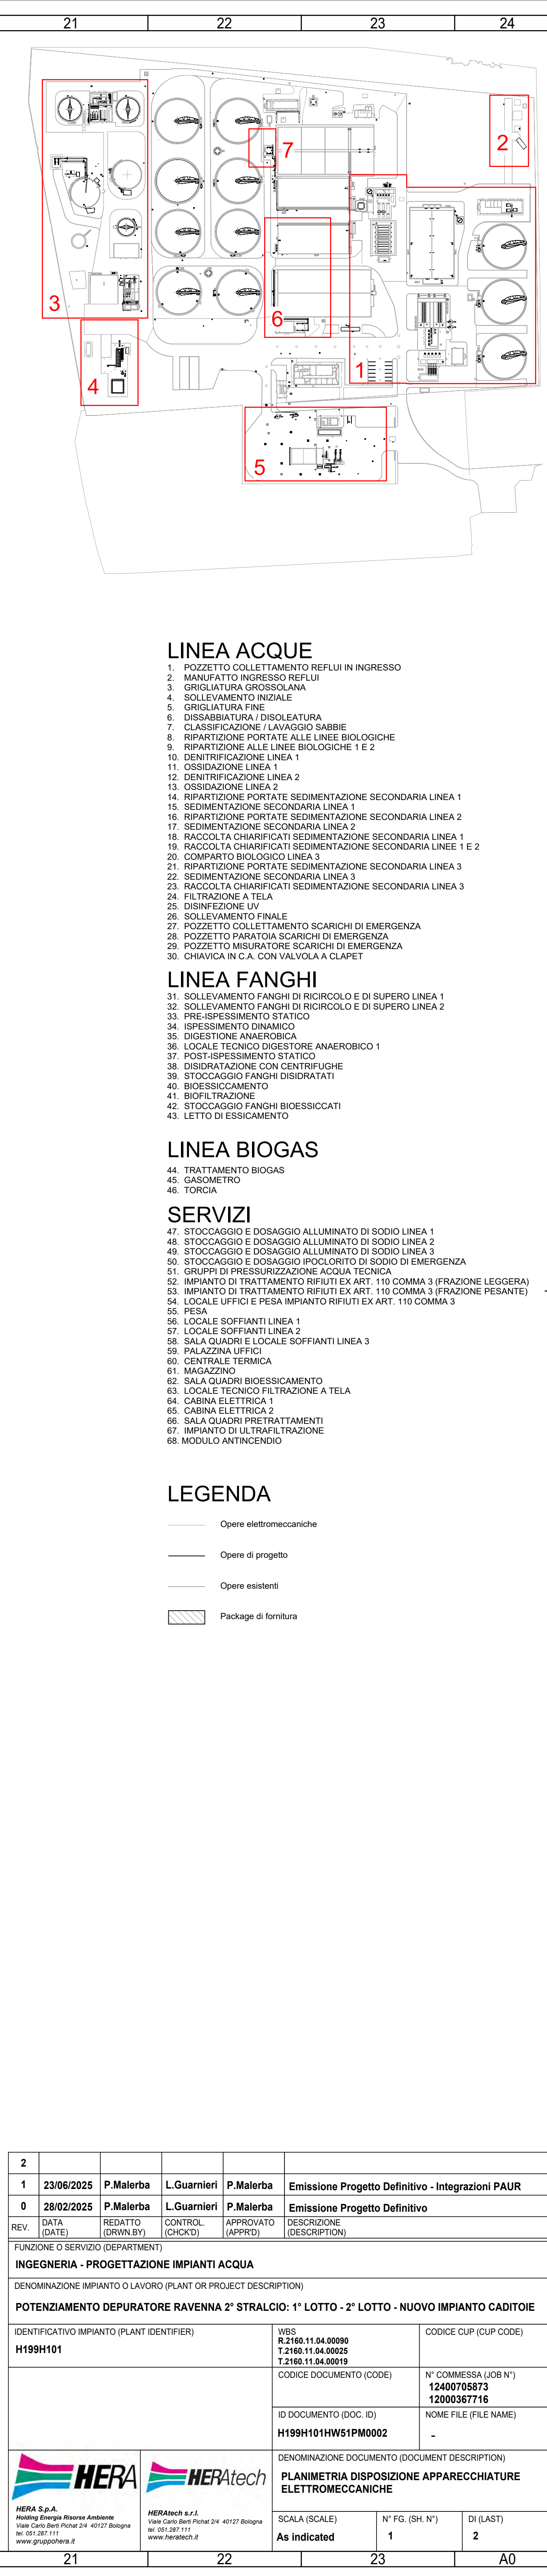 21 22 23 24
7
2
3
6
1
4
5
LINEA ACQUE
1. POZZETTO COLLETTAMENTO REFLUI IN INGRESSO
2. MANUFATTO INGRESSO REFLUI
3. GRIGLIATURA GROSSOLANA
4. SOLLEVAMENTO INIZIALE
5. GRIGLIATURA FINE
6. DISSABBIATURA / DISOLEATURA
7. CLASSIFICAZIONE / LAVAGGIO SABBIE
8. RIPARTIZIONE PORTATE ALLE LINEE BIOLOGICHE
9. RIPARTIZIONE ALLE LINEE BIOLOGICHE 1 E 2
10. DENITRIFICAZIONE LINEA 1
11. OSSIDAZIONE LINEA 1
12. DENITRIFICAZIONE LINEA 2
13. OSSIDAZIONE LINEA 2
14. RIPARTIZIONE PORTATE SEDIMENTAZIONE SECONDARIA LINEA 1
15. SEDIMENTAZIONE SECONDARIA LINEA 1
16. RIPARTIZIONE PORTATE SEDIMENTAZIONE SECONDARIA LINEA 2
17. SEDIMENTAZIONE SECONDARIA LINEA 2
18. RACCOLTA CHIARIFICATI SEDIMENTAZIONE SECONDARIA LINEA 1
19. RACCOLTA CHIARIFICATI SEDIMENTAZIONE SECONDARIA LINEE 1 E 2
20. COMPARTO BIOLOGICO LINEA 3
21. RIPARTIZIONE PORTATE SEDIMENTAZIONE SECONDARIA LINEA 3
22. SEDIMENTAZIONE SECONDARIA LINEA 3
23. RACCOLTA CHIARIFICATI SEDIMENTAZIONE SECONDARIA LINEA 3
24. FILTRAZIONE A TELA
25. DISINFEZIONE UV
26. SOLLEVAMENTO FINALE
27. POZZETTO COLLETTAMENTO SCARICHI DI EMERGENZA
28. POZZETTO PARATOIA SCARICHI DI EMERGENZA
29. POZZETTO MISURATORE SCARICHI DI EMERGENZA
30. CHIAVICA IN C.A. CON VALVOLA A CLAPET
LINEA FANGHI
31. SOLLEVAMENTO FANGHI DI RICIRCOLO E DI SUPERO LINEA 1
32. SOLLEVAMENTO FANGHI DI RICIRCOLO E DI SUPERO LINEA 2
33. PRE-ISPESSIMENTO STATICO
34. ISPESSIMENTO DINAMICO
35. DIGESTIONE ANAEROBICA
36. LOCALE TECNICO DIGESTORE ANAEROBICO 1
37. POST-ISPESSIMENTO STATICO
38. DISIDRATAZIONE CON CENTRIFUGHE
39. STOCCAGGIO FANGHI DISIDRATATI
40. BIOESSICCAMENTO
41. BIOFILTRAZIONE
42. STOCCAGGIO FANGHI BIOESSICCATI
43. LETTO DI ESSICAMENTO
LINEA BIOGAS
44. TRATTAMENTO BIOGAS
45. GASOMETRO
46. TORCIA
SERVIZI
47. STOCCAGGIO E DOSAGGIO ALLUMINATO DI SODIO LINEA 1
48. STOCCAGGIO E DOSAGGIO ALLUMINATO DI SODIO LINEA 2
49. STOCCAGGIO E DOSAGGIO ALLUMINATO DI SODIO LINEA 3
50. STOCCAGGIO E DOSAGGIO IPOCLORITO DI SODIO DI EMERGENZA
51. GRUPPI DI PRESSURIZZAZIONE ACQUA TECNICA
52. IMPIANTO DI TRATTAMENTO RIFIUTI EX ART. 110 COMMA 3 (FRAZIONE LEGGERA)
53. IMPIANTO DI TRATTAMENTO RIFIUTI EX ART. 110 COMMA 3 (FRAZIONE PESANTE)
54. LOCALE UFFICI E PESA IMPIANTO RIFIUTI EX ART. 110 COMMA 3
55. PESA
56. LOCALE SOFFIANTI LINEA 1
57. LOCALE SOFFIANTI LINEA 2
58. SALA QUADRI E LOCALE SOFFIANTI LINEA 3
59. PALAZZINA UFFICI
60. CENTRALE TERMICA
61. MAGAZZINO
62. SALA QUADRI BIOESSICAMENTO
63. LOCALE TECNICO FILTRAZIONE A TELA
64. CABINA ELETTRICA 1
65. CABINA ELETTRICA 2
66. SALA QUADRI PRETRATTAMENTI
67. IMPIANTO DI ULTRAFILTRAZIONE
68. MODULO ANTINCENDIO
LEGENDA
Opere elettromeccaniche
Opere di progetto
Opere esistenti
Package di fornitura
2
1 23/06/2025 P.Malerba L.Guarnieri P.Malerba Emissione Progetto Definitivo - Integrazioni PAUR
0 28/02/2025 P.Malerba L.Guarnieri P.Malerba Emissione Progetto Definitivo
REV. DATA (DATE) REDATTO (DRWN.BY) CONTROL. (CHCK'D) APPROVATO (APPR'D) DESCRIZIONE (DESCRIPTION)
FUNZIONE O SERVIZIO (DEPARTMENT)
INGEGNERIA - PROGETTAZIONE IMPIANTI ACQUA
DENOMINAZIONE IMPIANTO O LAVORO (PLANT OR PROJECT DESCRIPTION)
POTENZIAMENTO DEPURATORE RAVENNA 2° STRALCIO: 1° LOTTO - 2° LOTTO - NUOVO IMPIANTO CADITOIE
IDENTIFICATIVO IMPIANTO (PLANT IDENTIFIER)
H199H101
WBS
R.2160.11.04.00090
T.2160.11.04.00025
T.2160.11.04.00019
CODICE CUP (CUP CODE)
CODICE DOCUMENTO (CODE)
N° COMMESSA (JOB N°)
12400705873
12000367716
ID DOCUMENTO (DOC. ID)
H199H101HW51PM0002
NOME FILE (FILE NAME)
-
HERA
HERAtech
HERA S.p.A.
Holding Energia Risorse Ambiente
Viale Carlo Berti Pichat 2/4 40127 Bologna
tel. 051.287.111
www.gruppohera.it
HERAtech s.r.l.
Viale Carlo Berti Pichat 2/4 40127 Bologna
tel. 051.287.111
www.heratech.it
DENOMINAZIONE DOCUMENTO (DOCUMENT DESCRIPTION)
PLANIMETRIA DISPOSIZIONE APPARECCHIATURE
ELETTROMECCANICHE
SCALA (SCALE)
As indicated
N° FG. (SH. N°)
1
DI (LAST)
2
21 22 23 A0